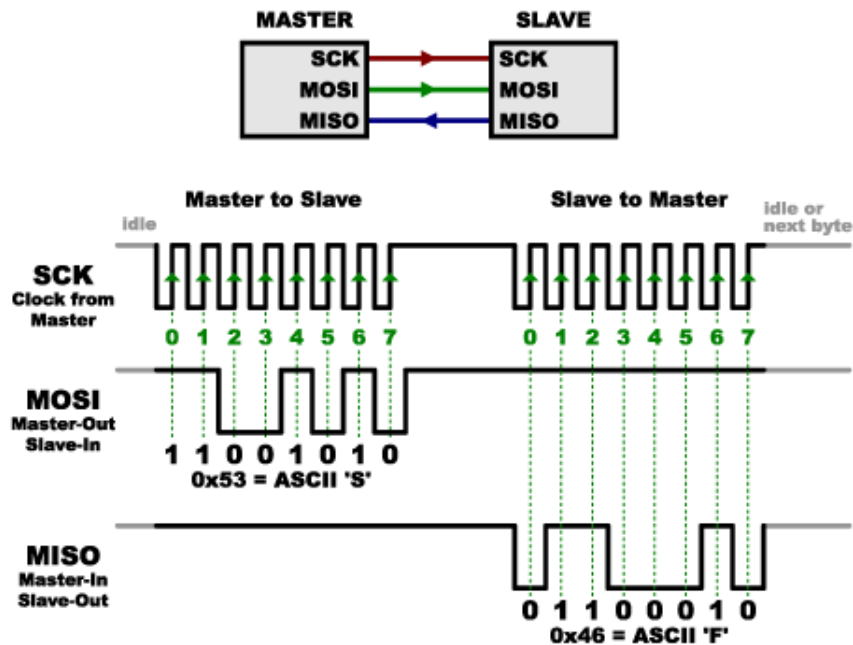 MASTER SLAVE
SCK SCK
MOSI MOSI
MISO MISO
Master to Slave Slave to Master
idle idle or
next byte
SCK
Clock from
Master
0 1 2 3 4 5 6 7 0 1 2 3 4 5 6 7
MOSI
Master-Out
Slave-In
1 1 0 0 1 0 1 0
0x53 = ASCII 'S'
MISO
Master-In
Slave-Out
0 1 1 0 0 0 1 0
0x46 = ASCII 'F'